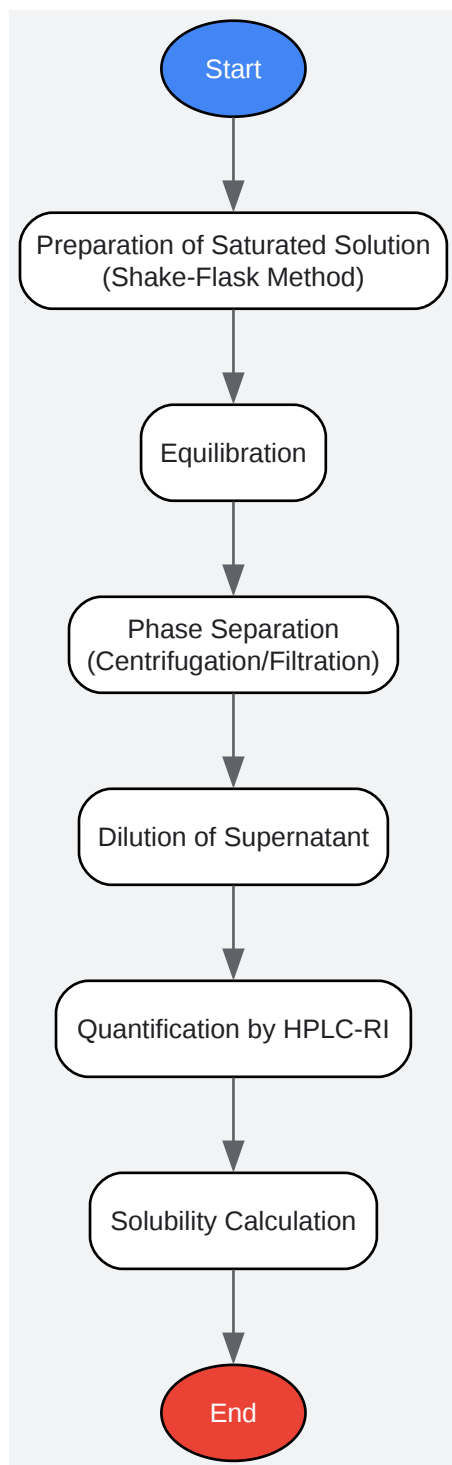 Start
Preparation of Saturated Solution
(Shake-Flask Method)
Equilibration
Phase Separation
(Centrifugation/Filtration)
Dilution of Supernatant
Quantification by HPLC-RI
Solubility Calculation
End